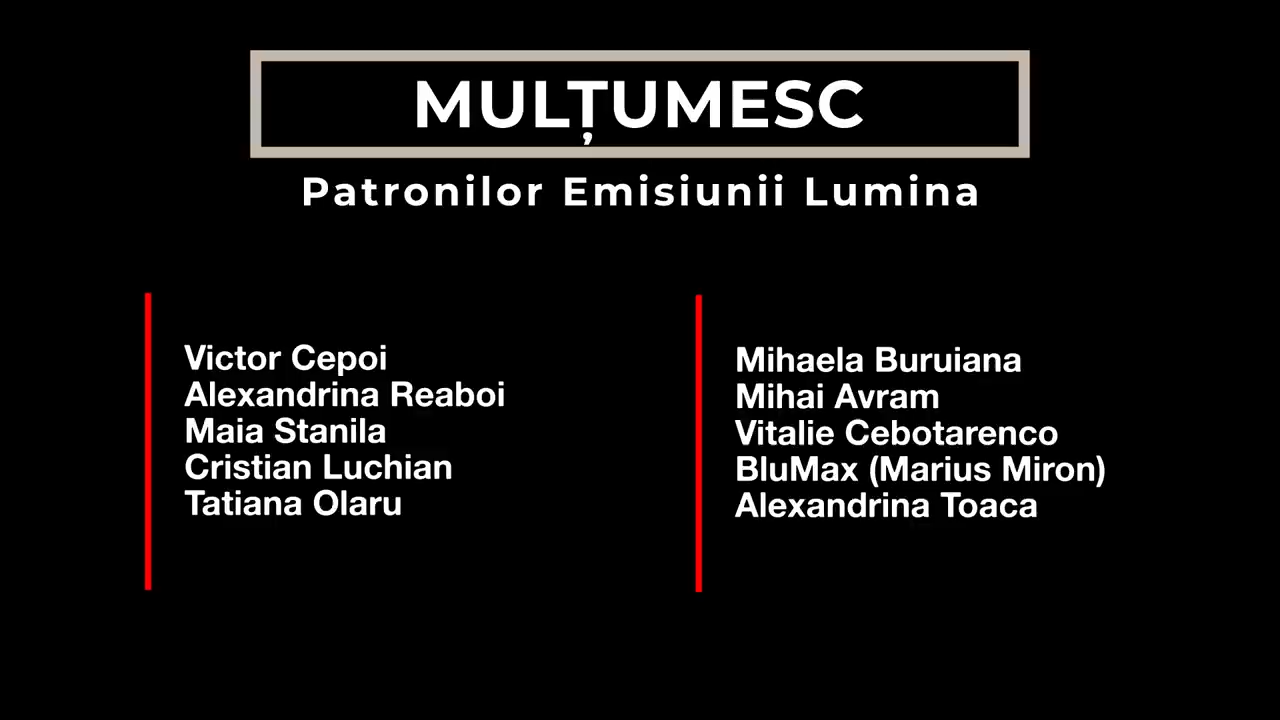 MULȚUMESC
Patronilor Emisiunii Lumina
Victor Cepoi
Alexandrina Reaboi
Maia Stanila
Cristian Luchian
Tatiana Olaru
Mihaela Buruiana
Mihai Avram
Vitalie Cebotarenco
BluMax (Marius Miron)
Alexandrina Toaca